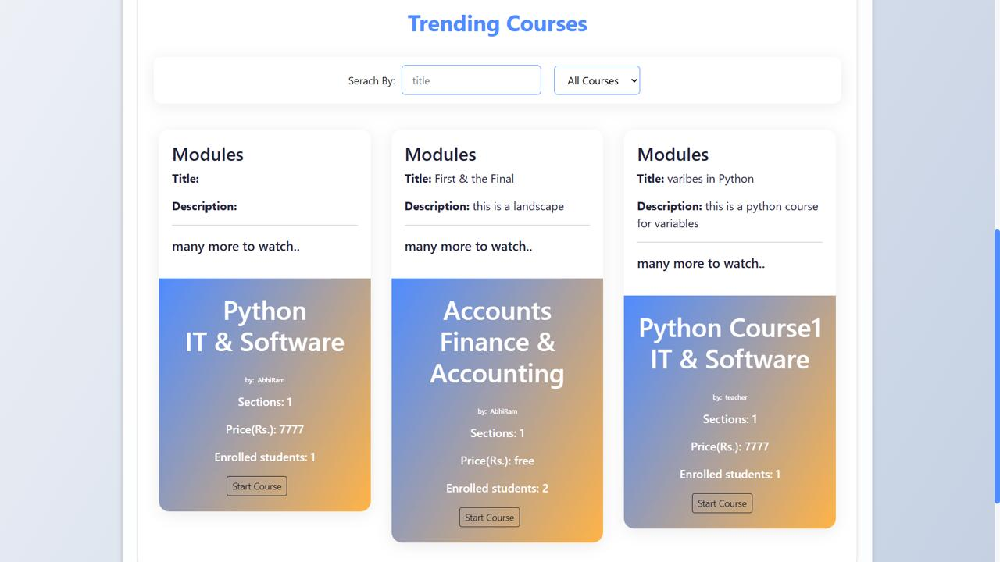 Trending Courses
Serach By: title All Courses
Modules
Title:
Description:
many more to watch..
Python
IT & Software
by: AbhiRam
Sections: 1
Price(Rs.): 7777
Enrolled students: 1
Start Course
Modules
Title: First & the Final
Description: this is a landscape
many more to watch..
Accounts
Finance &
Accounting
by: AbhiRam
Sections: 1
Price(Rs.): free
Enrolled students: 2
Start Course
Modules
Title: varibes in Python
Description: this is a python course
for variables
many more to watch..
Python Course1
IT & Software
by: teacher
Sections: 1
Price(Rs.): 7777
Enrolled students: 1
Start Course